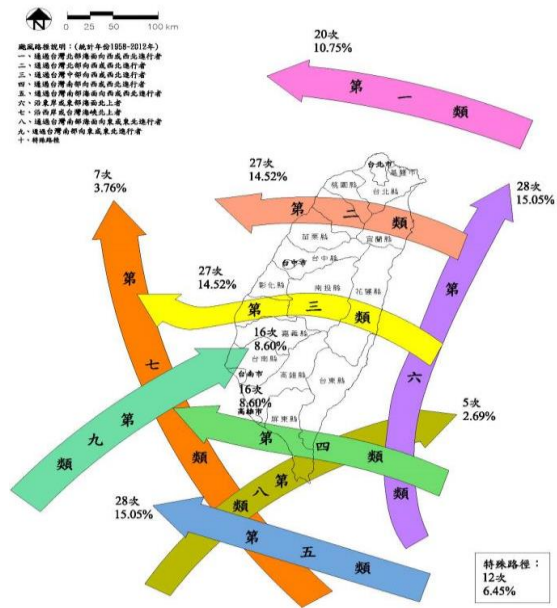 N
0 50 100 km
颱風路徑說明：(統計年份1958-2012年)
一、通過台灣北部海面向西或西北進行者
二、通過台灣北部向西或西北進行者
三、通過台灣中部向西或西北進行者
四、通過台灣南部向西或西北進行者
五、通過台灣南部海面向西或西北進行者
六、沿東岸或東部海面北上者
七、沿西岸或台灣海峽北上者
八、通過台灣南部海面向東或東北進行者
九、通過台灣南部向東或東北進行者
十、特殊路徑
20次
10.75%
第一類
27次
14.52%
第二類
7次
3.76%
第七類
28次
15.05%
第六類
27次
14.52%
第三類
16次
8.60%
第九類
16次
8.60%
第四類
5次
2.69%
第八類
28次
15.05%
第五類
台北市
基隆市
桃園縣
台北縣
苗栗縣
宜蘭縣
台中市
台中縣
彰化縣
南投縣
花蓮縣
嘉義縣
台南縣
台南市
高雄縣
台東縣
高雄市
屏東縣
特殊路徑：
12次
6.45%